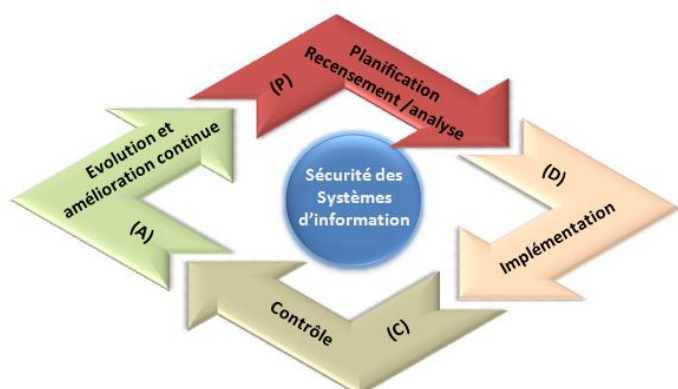 (P)
Planification
Recensement /analyse
(D)
Implémentation
(C)
Contrôle
(A)
Evolution et
amélioration continue
Sécurité des
Systèmes
d'information